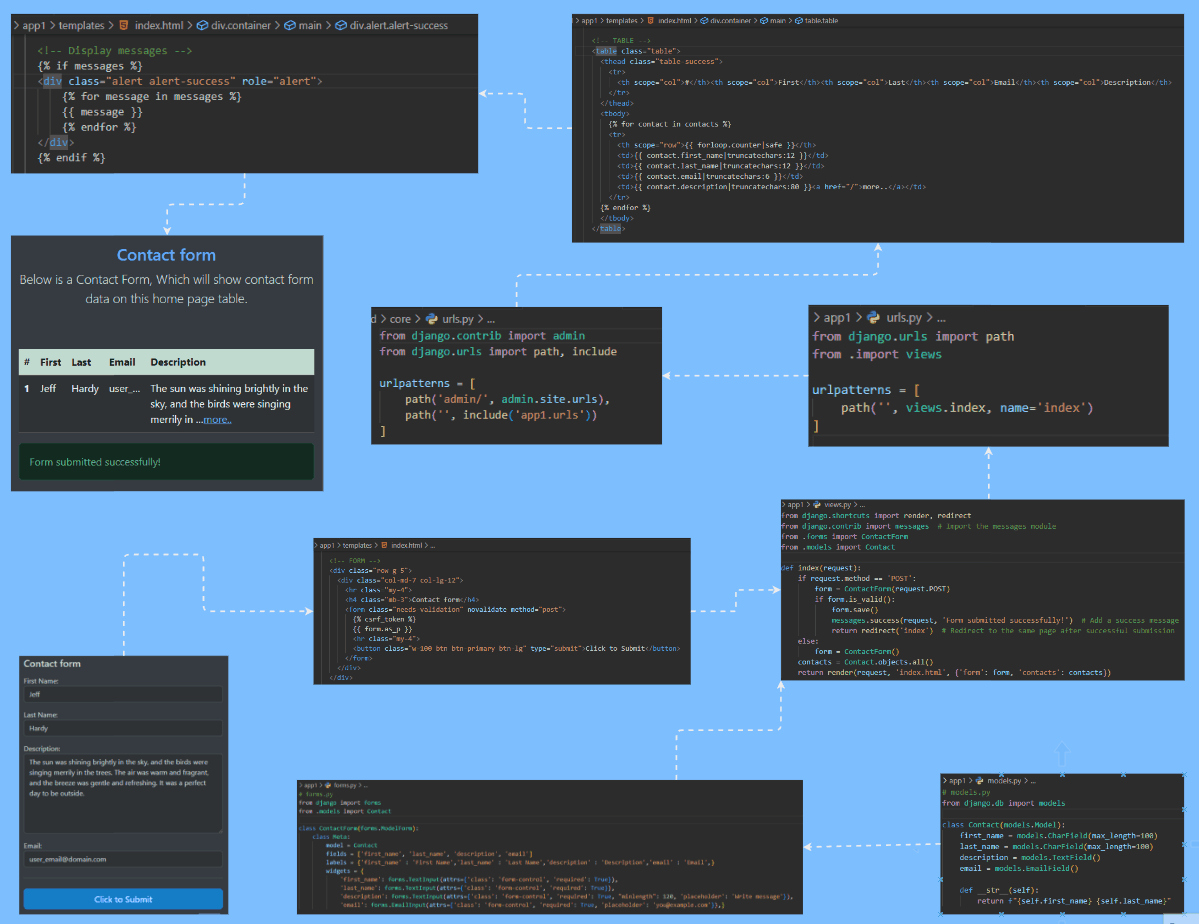 > app1 > templates > index.html > div.container > main > div.alert.alert-success
<!-- Display messages -->
{% if messages %}
<div class="alert alert-success" role="alert">
{% for message in messages %}
{{ message }}
{% endfor %}
</div>
{% endif %}
> app1 > templates > index.html > div.container > main > table.table
<!-- TABLE -->
<table class="table">
<thead class="table-success">
<tr>
<th scope="col">#</th><th scope="col">First</th><th scope="col">Last</th><th scope="col">Email</th><th scope="col">Description</th>
</tr>
</thead>
<tbody>
{% for contact in contacts %}
<tr>
<th scope="row">{{ forloop.counter|safe }}</th>
<td>{{ contact.first_name|truncatechars:12 }}</td>
<td>{{ contact.last_name|truncatechars:12 }}</td>
<td>{{ contact.email|truncatechars:6 }}</td>
<td>{{ contact.description|truncatechars:80 }}<a href="/">more..</a></td>
</tr>
{% endfor %}
</tbody>
</table>
Contact form
Below is a Contact Form, Which will show contact form
data on this home page table.
# First Last Email Description
1 Jeff Hardy user_... The sun was shining brightly in the
sky, and the birds were singing
merrily in ...more..
Form submitted successfully!
d > core > urls.py > ...
from django.contrib import admin
from django.urls import path, include
urlpatterns = [
path('admin/', admin.site.urls),
path('', include('app1.urls'))
]
> app1 > urls.py > ...
from django.urls import path
from .import views
urlpatterns = [
path('', views.index, name='index')
]
> app1 > templates > index.html > ...
<!-- FORM -->
<div class="row g-5">
<div class="col-md-7 col-lg-12">
<hr class="my-4">
<h4 class="mb-3">Contact form</h4>
<form class="needs-validation" novalidate method="post">
{% csrf_token %}
{{ form.as_p }}
<hr class="my-4">
<button class="w-100 btn btn-primary btn-lg" type="submit">Click to Submit</button>
</form>
</div>
</div>
> app1 > views.py > ...
from django.shortcuts import render, redirect
from django.contrib import messages # Import the messages module
from .forms import ContactForm
from .models import Contact
def index(request):
if request.method == 'POST':
form = ContactForm(request.POST)
if form.is_valid():
form.save()
messages.success(request, 'Form submitted successfully!') # Add a success message
return redirect('index') # Redirect to the same page after successful submission
else:
form = ContactForm()
contacts = Contact.objects.all()
return render(request, 'index.html', {'form': form, 'contacts': contacts})
Contact form
First Name:
Jeff
Last Name:
Hardy
Description:
The sun was shining brightly in the sky, and the birds were
singing merrily in the trees. The air was warm and fragrant,
and the breeze was gentle and refreshing. It was a perfect
day to be outside.
Email:
user_email@domain.com
Click to Submit
> app1 > forms.py > ...
# forms.py
from django import forms
from .models import Contact
class ContactForm(forms.ModelForm):
class Meta:
model = Contact
fields = ['first_name', 'last_name', 'description', 'email']
labels = {'first_name' : 'First Name','last_name' : 'Last Name','description' : 'Description','email' : 'Email',}
widgets = {
'first_name': forms.TextInput(attrs={'class': 'form-control', 'required': True}),
'last_name': forms.TextInput(attrs={'class': 'form-control', 'required': True}),
'description': forms.TextInput(attrs={'class': 'form-control', 'required': True, "minlength": 120, 'placeholder': 'Write message'}),
'email': forms.EmailInput(attrs={'class': 'form-control', 'required': True, 'placeholder': 'you@example.com'}),}
> app1 > models.py > ...
# models.py
from django.db import models
class Contact(models.Model):
first_name = models.CharField(max_length=100)
last_name = models.CharField(max_length=100)
description = models.TextField()
email = models.EmailField()
def __str__(self):
return f"{self.first_name} {self.last_name}"